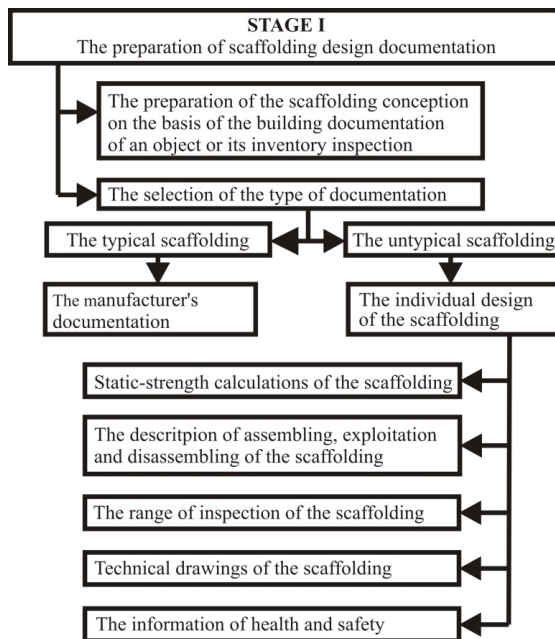 STAGE I
The preparation of scaffolding design documentation
The preparation of the scaffolding conception
on the basis of the building documentation
of an object or its inventory inspection
The selection of the type of documentation
The typical scaffolding
The untypical scaffolding
The manufacturer's
documentation
The individual design
of the scaffolding
Static-strength calculations of the scaffolding
The descritpion of assembling, exploitation
and disassembling of the scaffolding
The range of inspection of the scaffolding
Technical drawings of the scaffolding
The information of health and safety